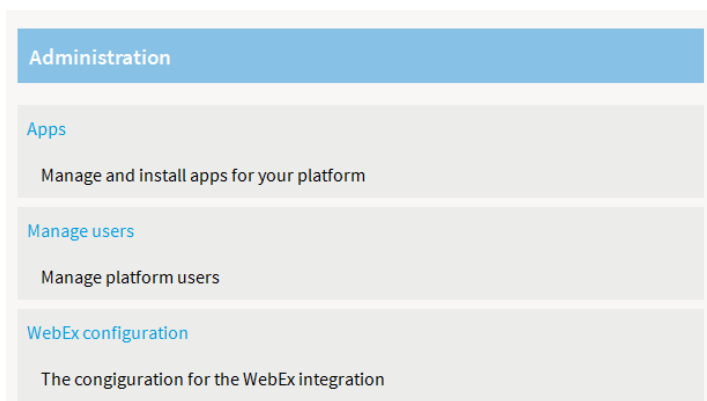 Administration
Apps
Manage and install apps for your platform
Manage users
Manage platform users
WebEx configuration
The congiguration for the WebEx integration